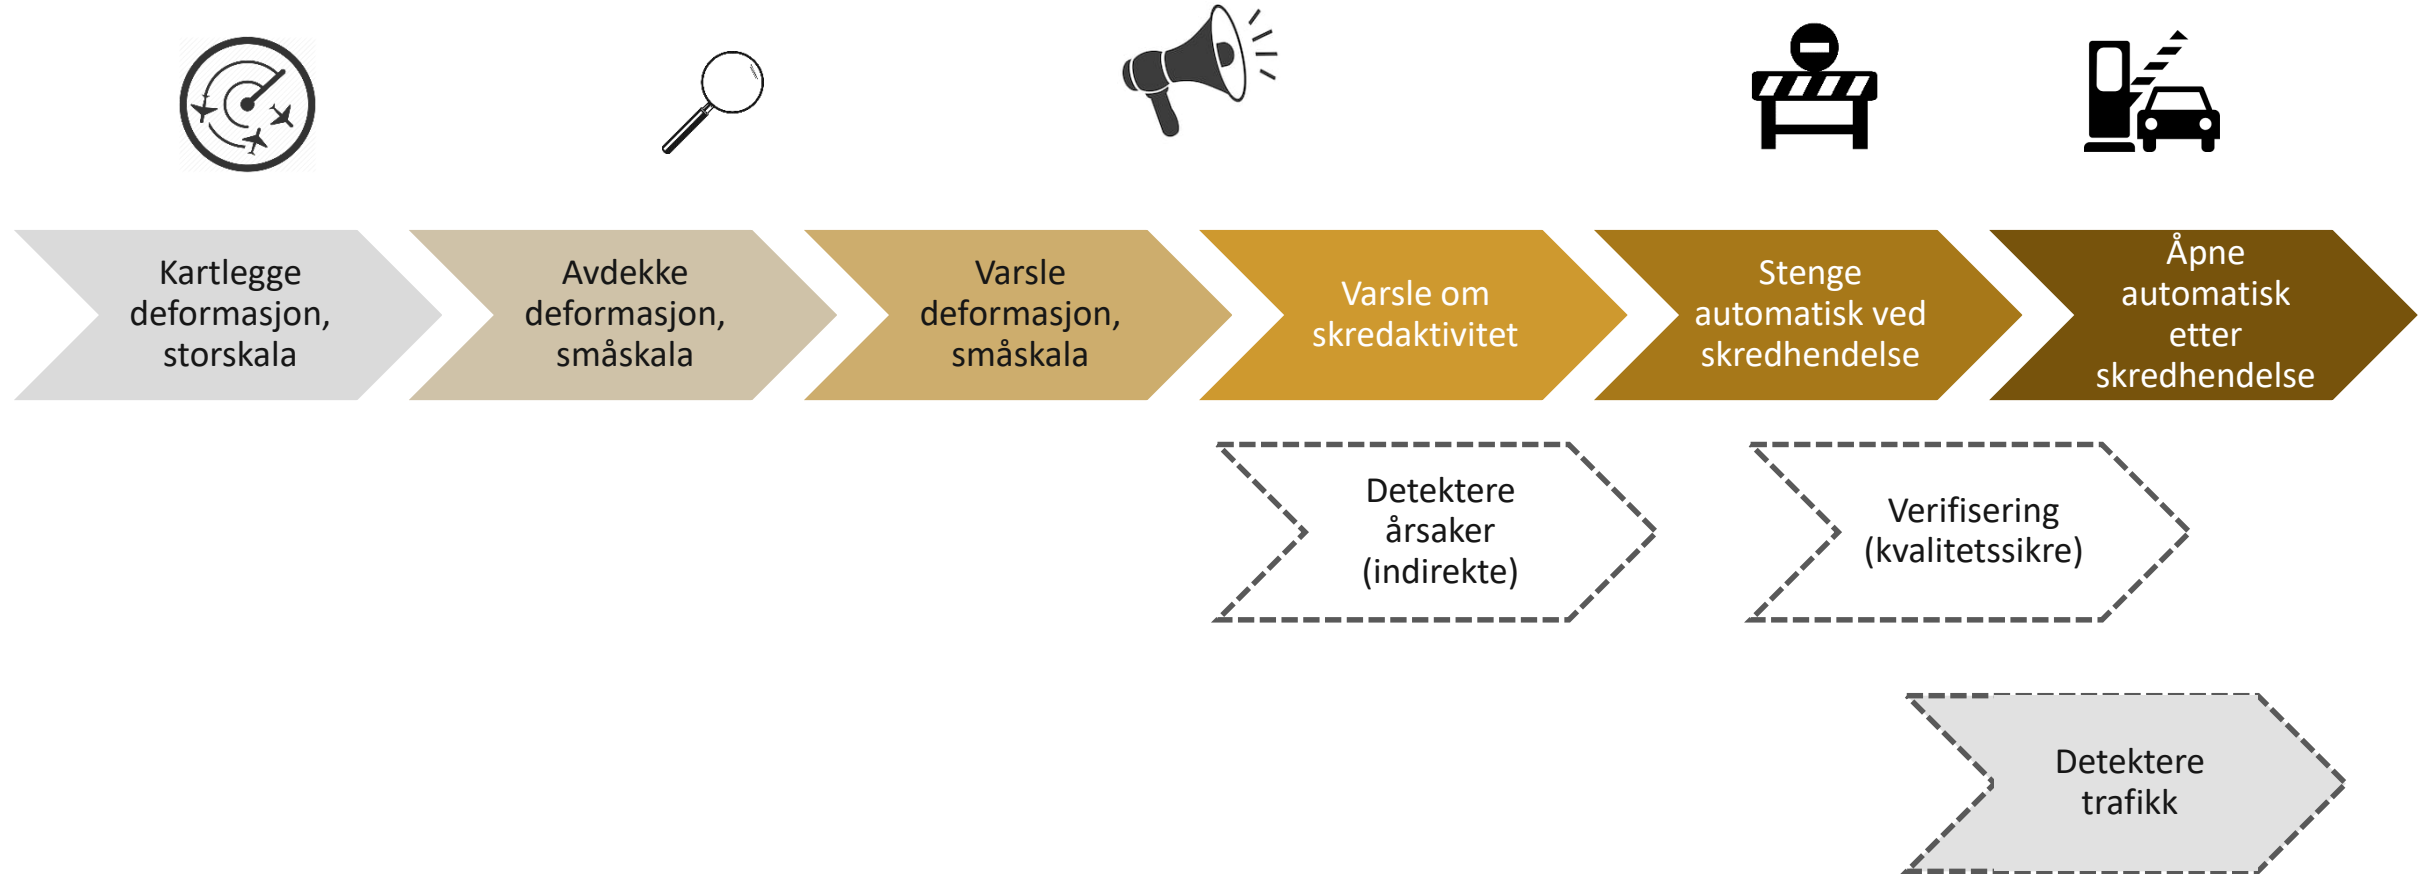 Kartlegge
deformasjon,
storskala
Avdekke
deformasjon,
småskala
Varsle
deformasjon,
småskala
Varsle om
skredaktivitet
Stenge
automatisk ved
skredhendelse
Åpne
automatisk
etter
skredhendelse
Detektere
årsaker
(indirekte)
Verifisering
(kvalitetssikre)
Detektere
trafikk